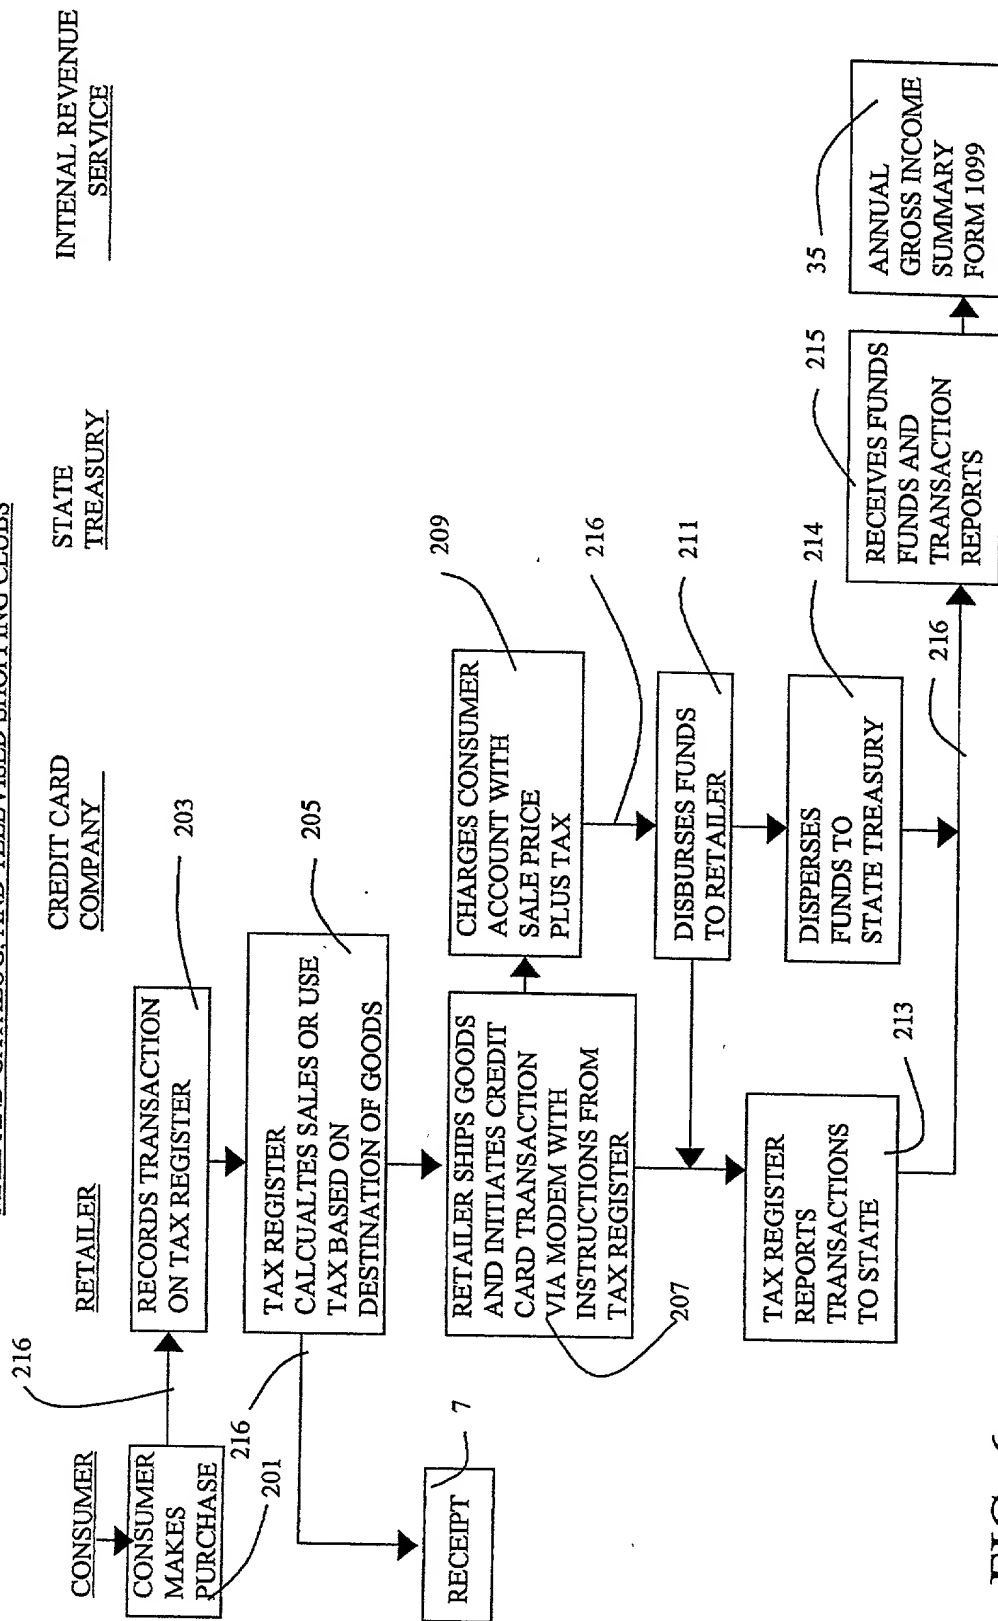 AND TELEVISED SHOPPING CLUBS
CONSUMER
RETAILER
CREDIT CARD
COMPANY
STATE
TREASURY
INTENAL REVENUE
SERVICE
216
CONSUMER
MAKES
PURCHASE
201
RECORDS TRANSACTION
ON TAX REGISTER
203
TAX REGISTER
CALCUALTES SALES OR USE
TAX BASED ON
DESTINATION OF GOODS
205
216
RECEIPT
7
RETAILER SHIPS GOODS
AND INITIATES CREDIT
CARD TRANSACTION
VIA MODEM WITH
INSTRUCTIONS FROM
TAX REGISTER
207
CHARGES CONSUMER
ACCOUNT WITH
SALE PRICE
PLUS TAX
209
216
DISBURSES FUNDS
TO RETAILER
211
TAX REGISTER
REPORTS
TRANSACTIONS
TO STATE
213
DISPERSES
FUNDS TO
STATE TREASURY
214
216
RECEIVES FUNDS
FUNDS AND
TRANSACTION
REPORTS
215
ANNUAL
GROSS INCOME
SUMMARY
FORM 1099
35
FIG.